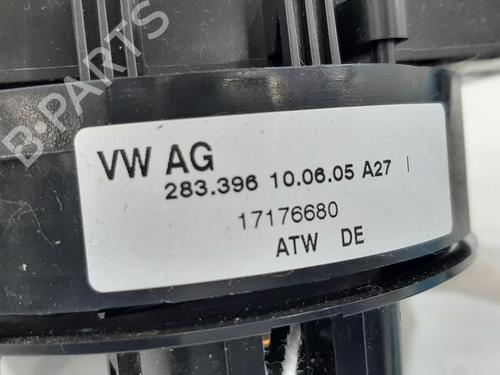 B-PARTS
VW AG
283.396 10.06.05 A27 |
17176680
ATW DE